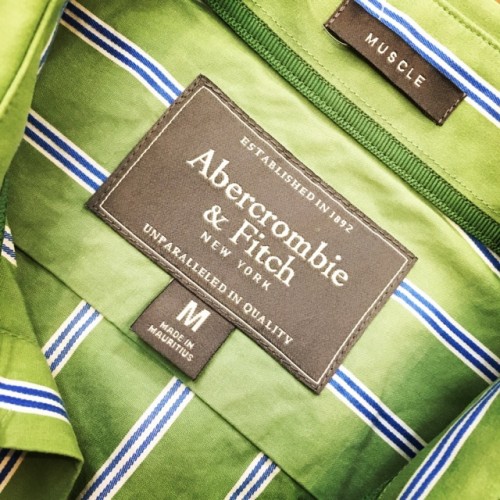 MUSCLE
ESTABLISHED IN 1892
Abercrombie
& Fitch
NEW YORK
UNPARALLELED IN QUALITY
M
MADE IN
MAURITIUS